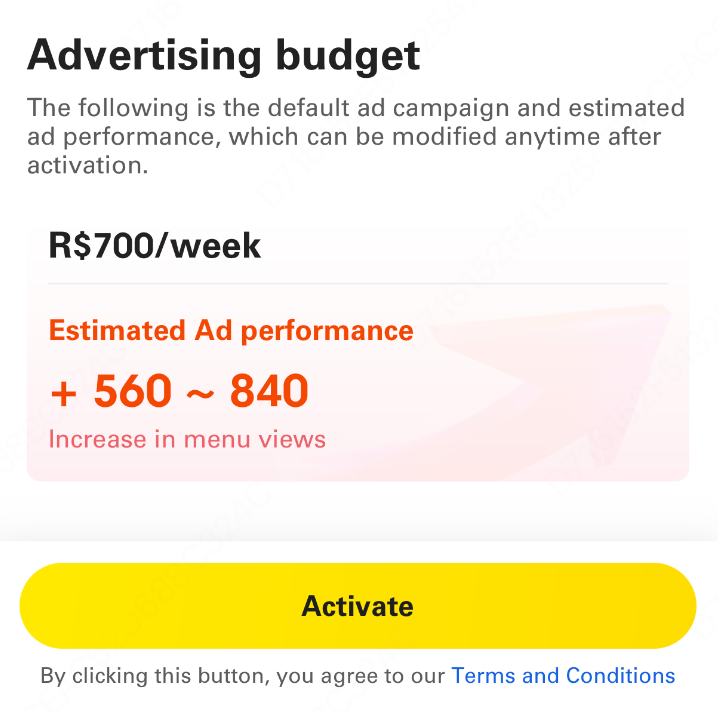 Advertising budget
The following is the default ad campaign and estimated
ad performance, which can be modified anytime after
activation.
R$700/week
Estimated Ad performance
+ 560 ~ 840
Increase in menu views
Activate
By clicking this button, you agree to our Terms and Conditions